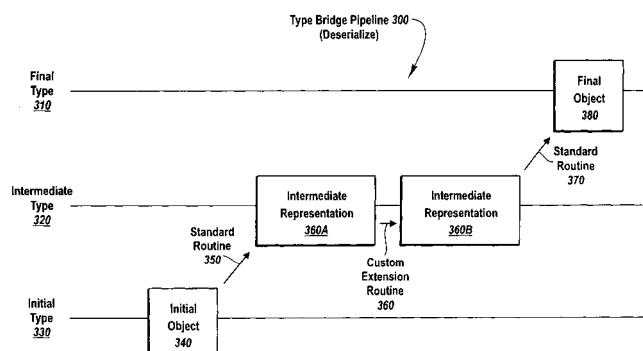 Type Bridge Pipeline 300
(Deserialize)
Final
Type
310
Final
Object
380
Standard
Routine
370
Intermediate
Type
320
Intermediate
Representation
360A
Intermediate
Representation
360B
Standard
Routine
350
Custom
Extension
Routine
360
Initial
Type
330
Initial
Object
340